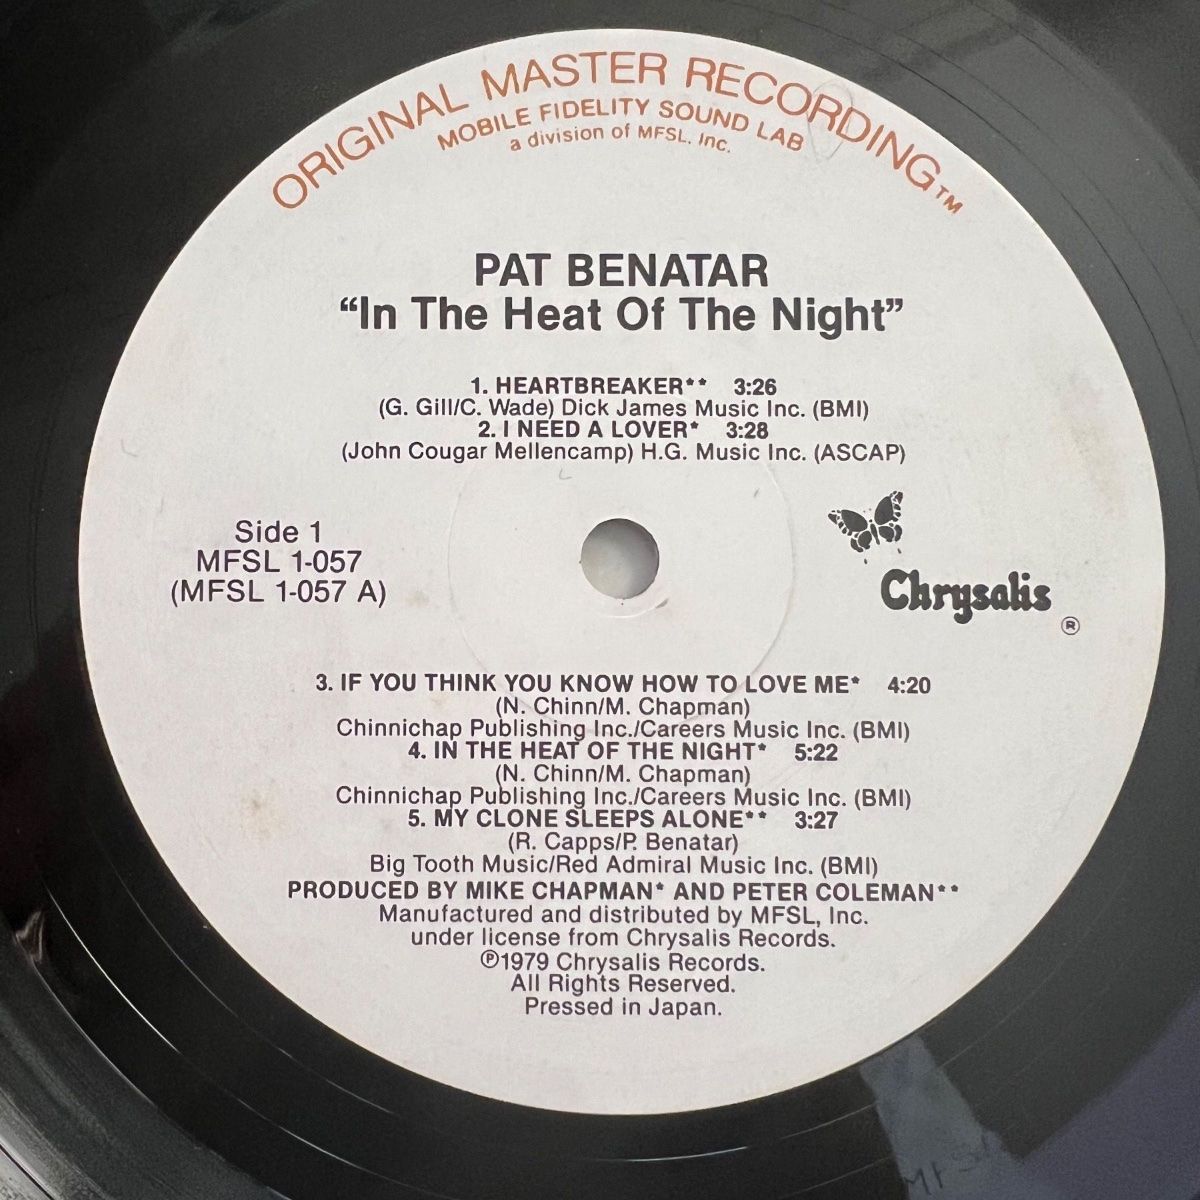 ORIGINAL MASTER RECORDING™
MOBILE FIDELITY SOUND LAB
a division of MFSL, Inc.
PAT BENATAR
“In The Heat Of The Night”
1. HEARTBREAKER** 3:26
(G. Gill/C. Wade) Dick James Music Inc. (BMI)
2. I NEED A LOVER* 3:28
(John Cougar Mellencamp) H.G. Music Inc. (ASCAP)
Side 1
MFSL 1-057
(MFSL 1-057 A)
Chrysalis
®
3. IF YOU THINK YOU KNOW HOW TO LOVE ME* 4:20
(N. Chinn/M. Chapman)
Chinnichap Publishing Inc./Careers Music Inc. (BMI)
4. IN THE HEAT OF THE NIGHT* 5:22
(N. Chinn/M. Chapman)
Chinnichap Publishing Inc./Careers Music Inc. (BMI)
5. MY CLONE SLEEPS ALONE** 3:27
(R. Capps/P. Benatar)
Big Tooth Music/Red Admiral Music Inc. (BMI)
PRODUCED BY MIKE CHAPMAN* AND PETER COLEMAN**
Manufactured and distributed by MFSL, Inc.
under license from Chrysalis Records.
℗1979 Chrysalis Records.
All Rights Reserved.
Pressed in Japan.